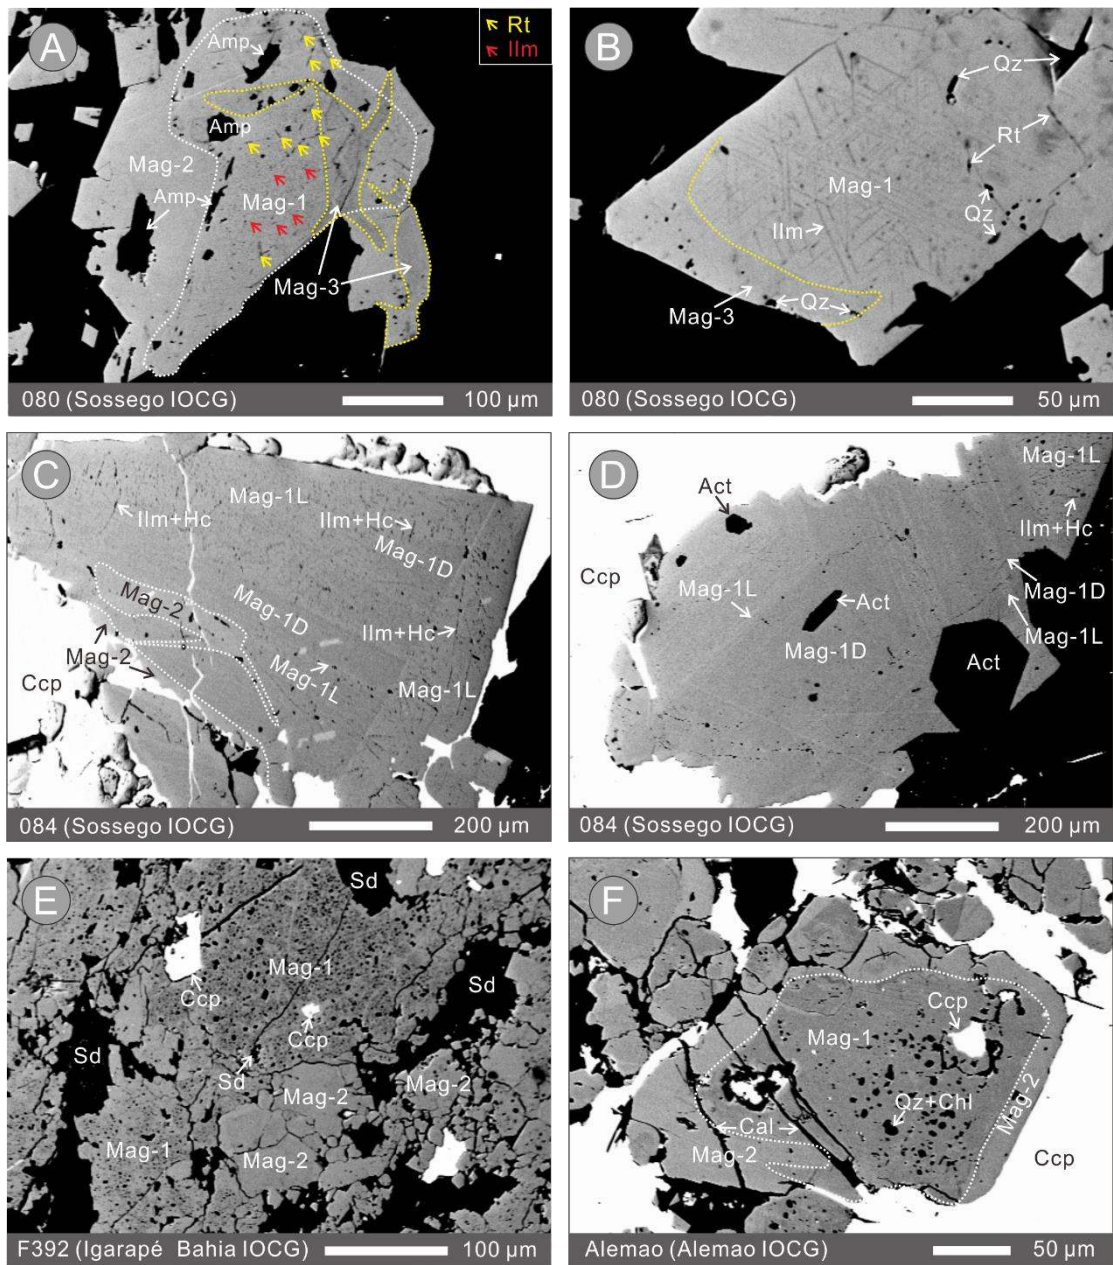 A
Rt
Ilm
Amp
Amp
Mag-2
Amp
Mag-1
Mag-3
080 (Sossego IOCG)
100 µm
B
Qz
Rt
Mag-1
Qz
Ilm
Qz
Mag-3
080 (Sossego IOCG)
50 µm
C
Mag-1L
Ilm+Hc
Ilm+Hc
Mag-1D
Mag-2
Mag-1D
Ilm+Hc
Mag-2
Mag-1L
Mag-1L
Ccp
084 (Sossego IOCG)
200 µm
D
Mag-1L
Act
Ilm+Hc
Ccp
Mag-1L
Act
Mag-1D
Mag-1D
Mag-1L
Act
084 (Sossego IOCG)
200 µm
E
Sd
Mag-1
Ccp
Sd
Ccp
Sd
Sd
Mag-2
Mag-2
Mag-1
Mag-2
F392 (Igarapé Bahia IOCG)
100 µm
F
Ccp
Mag-1
Qz+Chl
Mag-2
Cal
Mag-2
Ccp
Alemao (Alemao IOCG)
50 µm